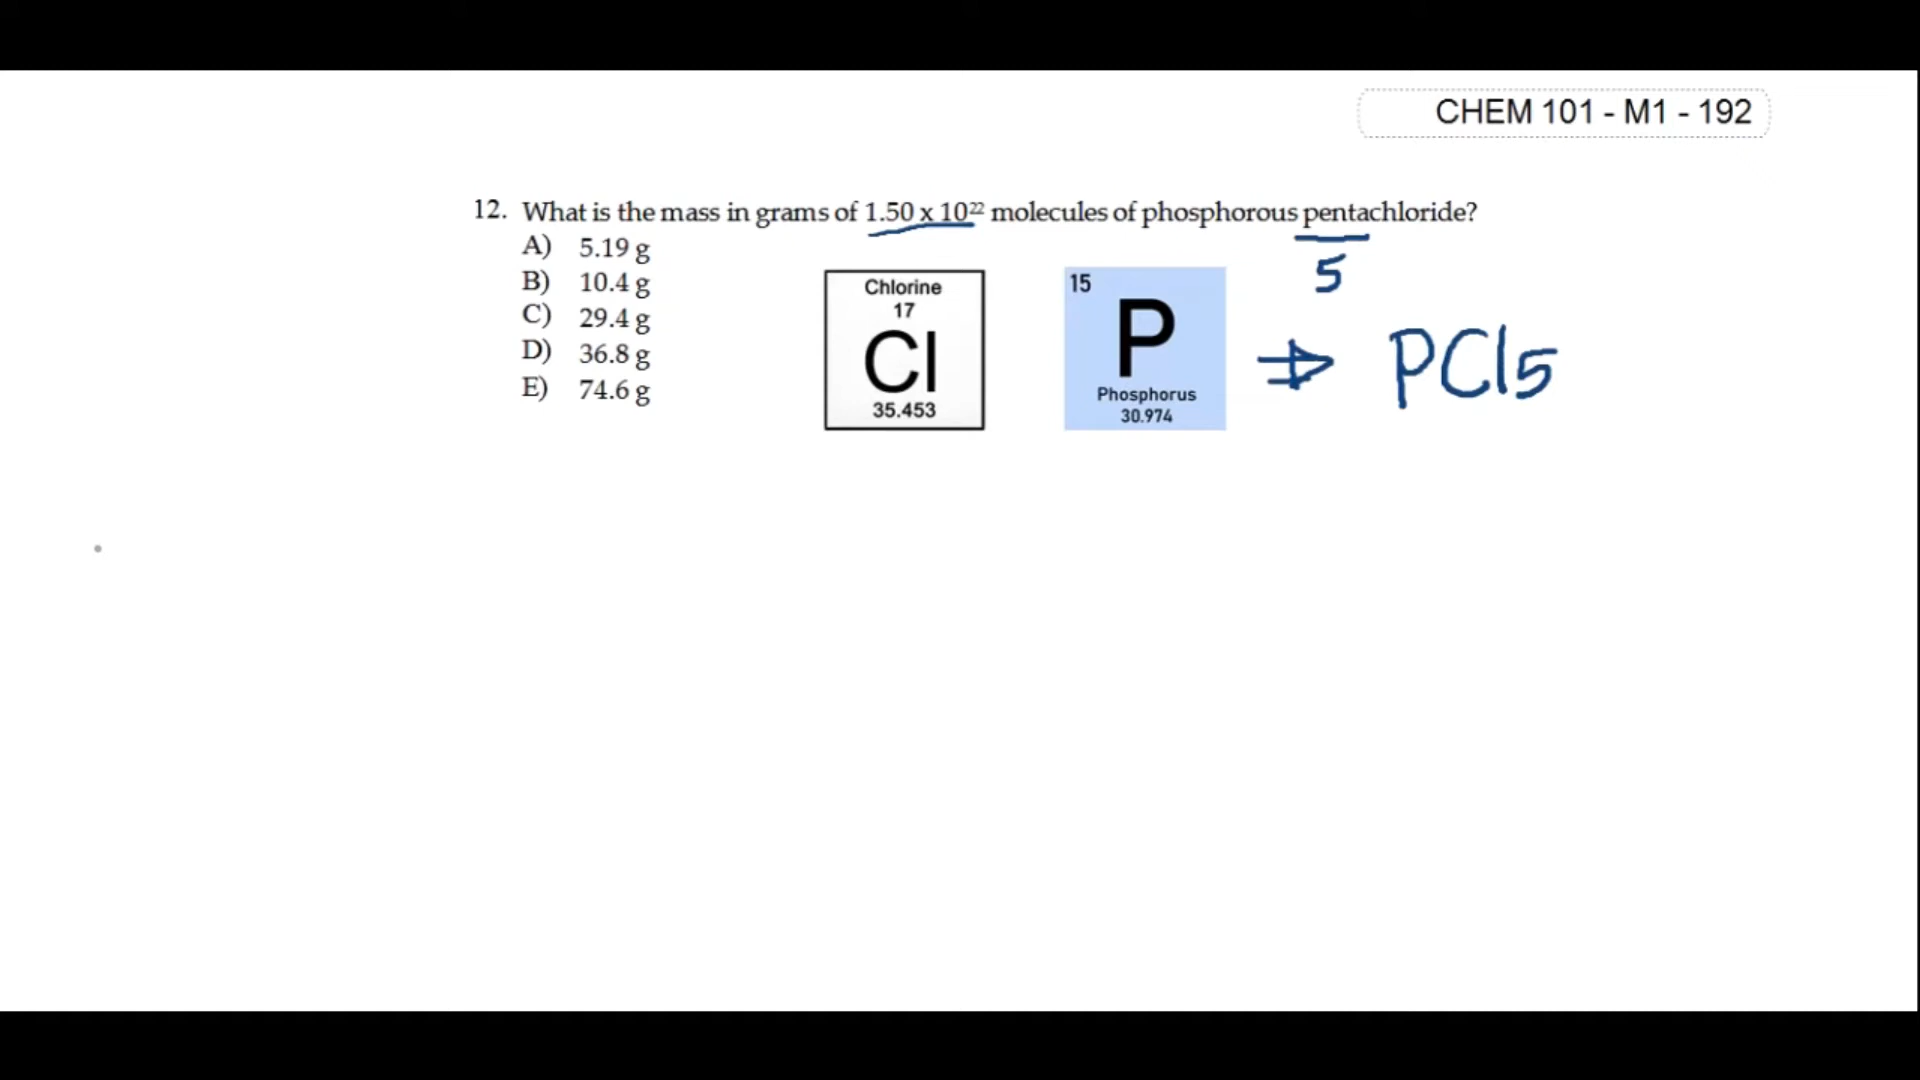 CHEM 101 - M1 - 192
12. What is the mass in grams of 1.50 x 10²² molecules of phosphorous pentachloride?
A) 5.19 g
B) 10.4 g
C) 29.4 g
D) 36.8 g
E) 74.6 g
Chlorine
17
Cl
35.453
15
P
Phosphorus
30.974
5
⇒ PCl5